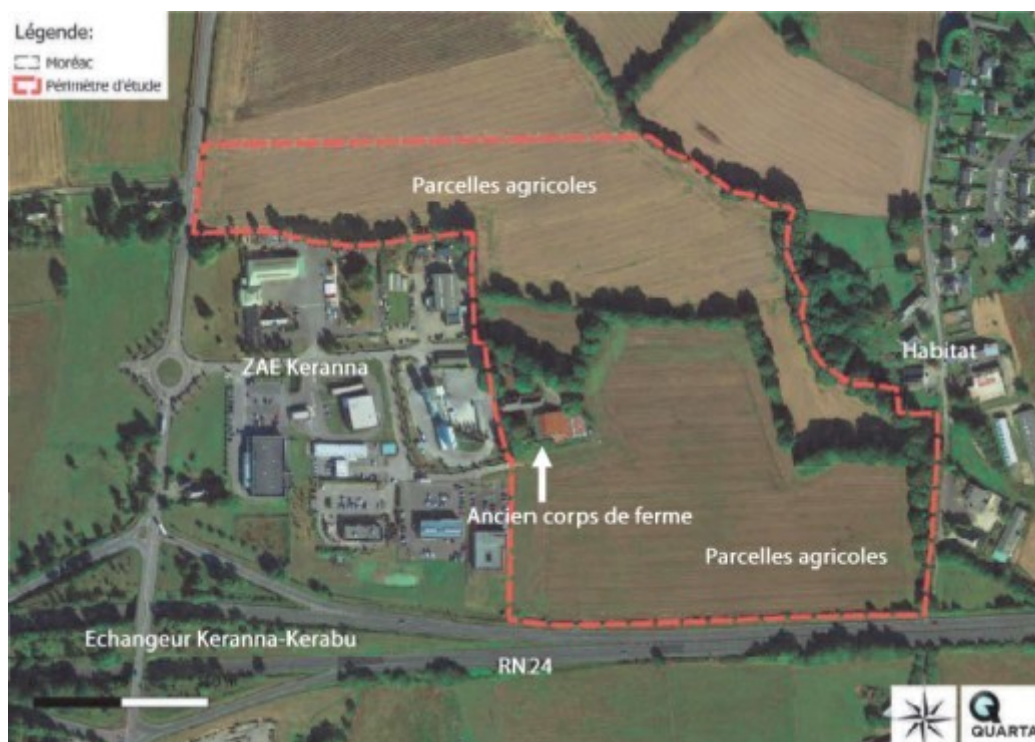 Légende:
Moréac
Périmètre d'étude
Parcelles agricoles
ZAE Keranna
Habitat
Ancien corps de ferme
Parcelles agricoles
Echangeur Keranna-Kerabu
RN24
QUARTA